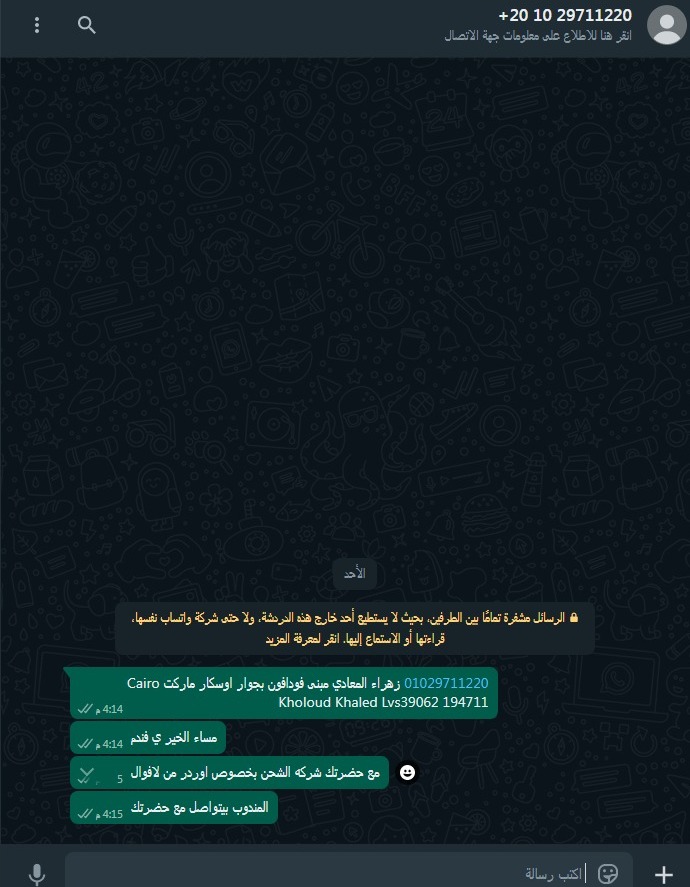 +20 10 29711220
انقر هنا للاطلاع على معلومات جهة الاتصال
الأحد
الرسائل مشفرة تمامًا بين الطرفين، بحيث لا يستطيع أحد خارج هذه الدردشة، ولا حتى شركة واتساب نفسها،
قراءتها أو الاستماع إليها. انقر لمعرفة المزيد
01029711220 زهراء المعادي مبنى فودافون بجوار اوسكار ماركت Cairo
Kholoud Khaled Lvs39062 194711
4:14 م
مساء الخير ي فندم
4:14 م
مع حضرتك شركه الشحن بخصوص اوردر من لافوال
5
المندوب بيتواصل مع حضرتك
4:15 م
اكتب رسالة